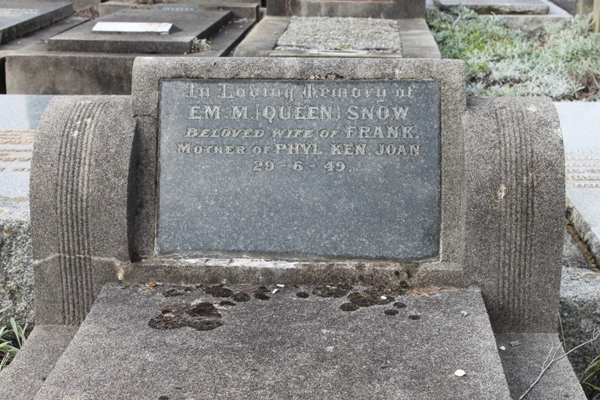 In Loving Memory of
EM.M.(QUEEN) SNOW
BELOVED WIFE OF FRANK.
MOTHER OF PHYL, KEN, JOAN.
29 - 6 - 49.